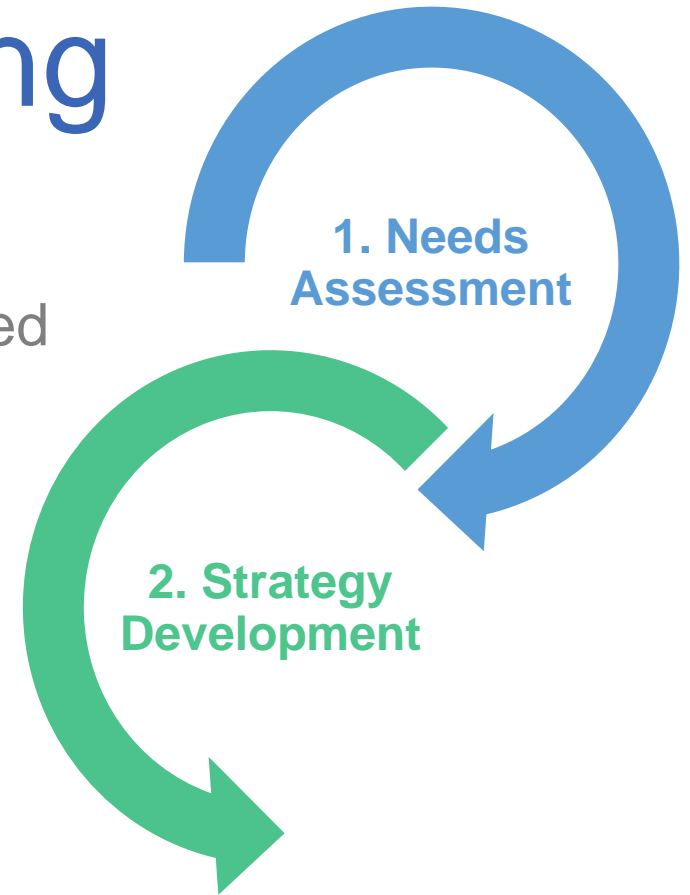 ng
ed
1. Needs
Assessment
2. Strategy
Development